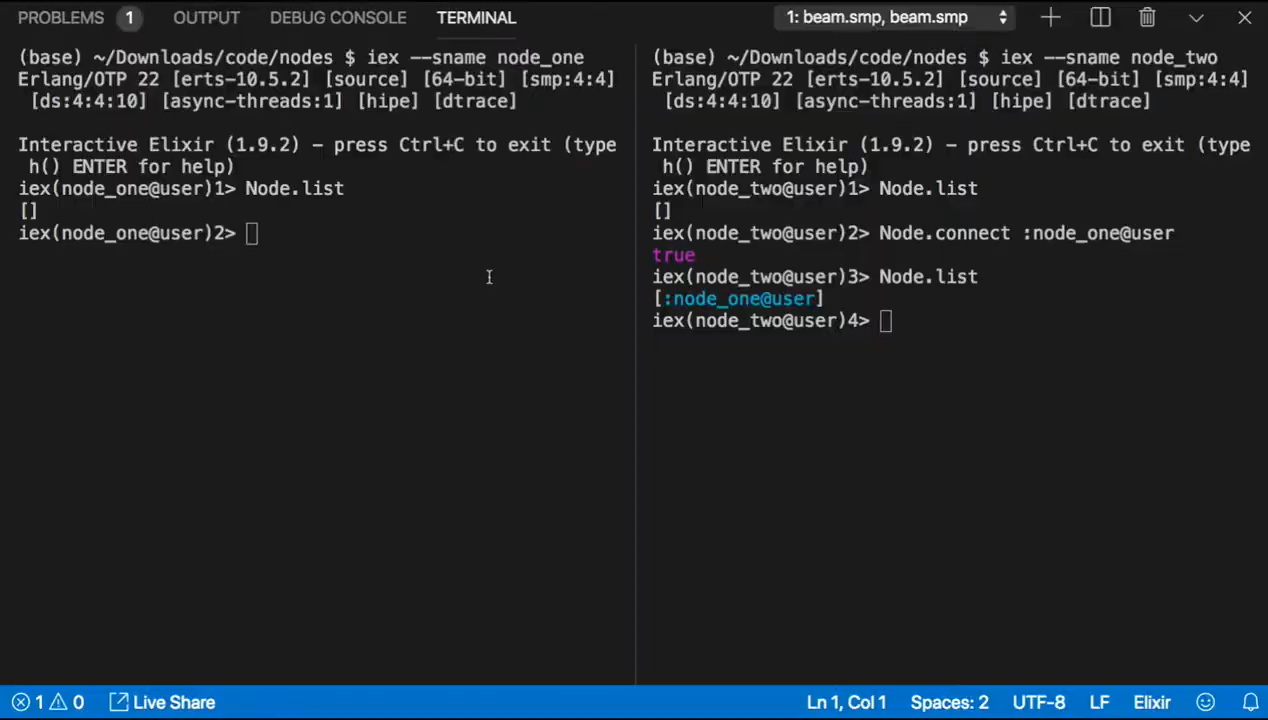 PROBLEMS 1 OUTPUT DEBUG CONSOLE TERMINAL 1: beam.smp, beam.smp
(base) ~/Downloads/code/nodes $ iex --sname node_one
Erlang/OTP 22 [erts-10.5.2] [source] [64-bit] [smp:4:4]
[ds:4:4:10] [async-threads:1] [hipe] [dtrace]
Interactive Elixir (1.9.2) - press Ctrl+C to exit (type
h() ENTER for help)
iex(node_one@user)1> Node.list
[]
iex(node_one@user)2>
(base) ~/Downloads/code/nodes $ iex --sname node_two
Erlang/OTP 22 [erts-10.5.2] [source] [64-bit] [smp:4:4]
[ds:4:4:10] [async-threads:1] [hipe] [dtrace]
Interactive Elixir (1.9.2) - press Ctrl+C to exit (type
h() ENTER for help)
iex(node_two@user)1> Node.list
[]
iex(node_two@user)2> Node.connect :node_one@user
true
iex(node_two@user)3> Node.list
[:node_one@user]
iex(node_two@user)4>
1 0 Live Share Ln 1, Col 1 Spaces: 2 UTF-8 LF Elixir